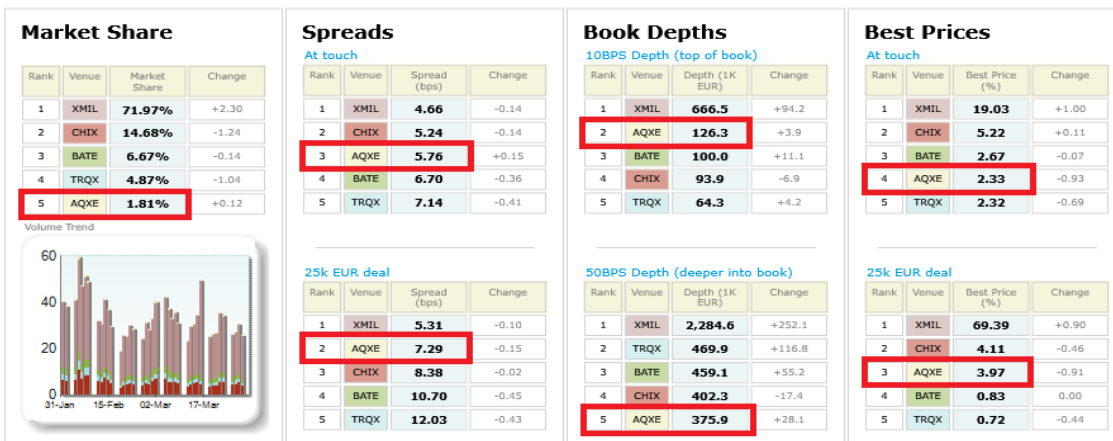 Market Share
Rank Venue Market Share Change
1 XMIL 71.97% +2.30
2 CHIX 14.68% -1.24
3 BATE 6.67% -0.14
4 TRQX 4.87% -1.04
5 AQXE 1.81% +0.12
Volume Trend
60
40
20
0
31-Jan 15-Feb 02-Mar 17-Mar
Spreads
At touch
Rank Venue Spread (bps) Change
1 XMIL 4.66 -0.14
2 CHIX 5.24 -0.14
3 AQXE 5.76 +0.15
4 BATE 6.70 -0.36
5 TRQX 7.14 -0.41
25k EUR deal
Rank Venue Spread (bps) Change
1 XMIL 5.31 -0.10
2 AQXE 7.29 -0.15
3 CHIX 8.38 -0.02
4 BATE 10.70 -0.45
5 TRQX 12.03 -0.43
Book Depths
10BPS Depth (top of book)
Rank Venue Depth (1K EUR) Change
1 XMIL 666.5 +94.2
2 AQXE 126.3 +3.9
3 BATE 100.0 +11.1
4 CHIX 93.9 -6.9
5 TRQX 64.3 +4.2
50BPS Depth (deeper into book)
Rank Venue Depth (1K EUR) Change
1 XMIL 2,284.6 +252.1
2 TRQX 469.9 +116.8
3 BATE 459.1 +55.2
4 CHIX 402.3 -17.4
5 AQXE 375.9 +28.1
Best Prices
At touch
Rank Venue Best Price (%) Change
1 XMIL 19.03 +1.00
2 CHIX 5.22 +0.11
3 BATE 2.67 -0.07
4 AQXE 2.33 -0.93
5 TRQX 2.32 -0.69
25k EUR deal
Rank Venue Best Price (%) Change
1 XMIL 69.39 +0.90
2 CHIX 4.11 -0.46
3 AQXE 3.97 -0.91
4 BATE 0.83 0.00
5 TRQX 0.72 -0.44